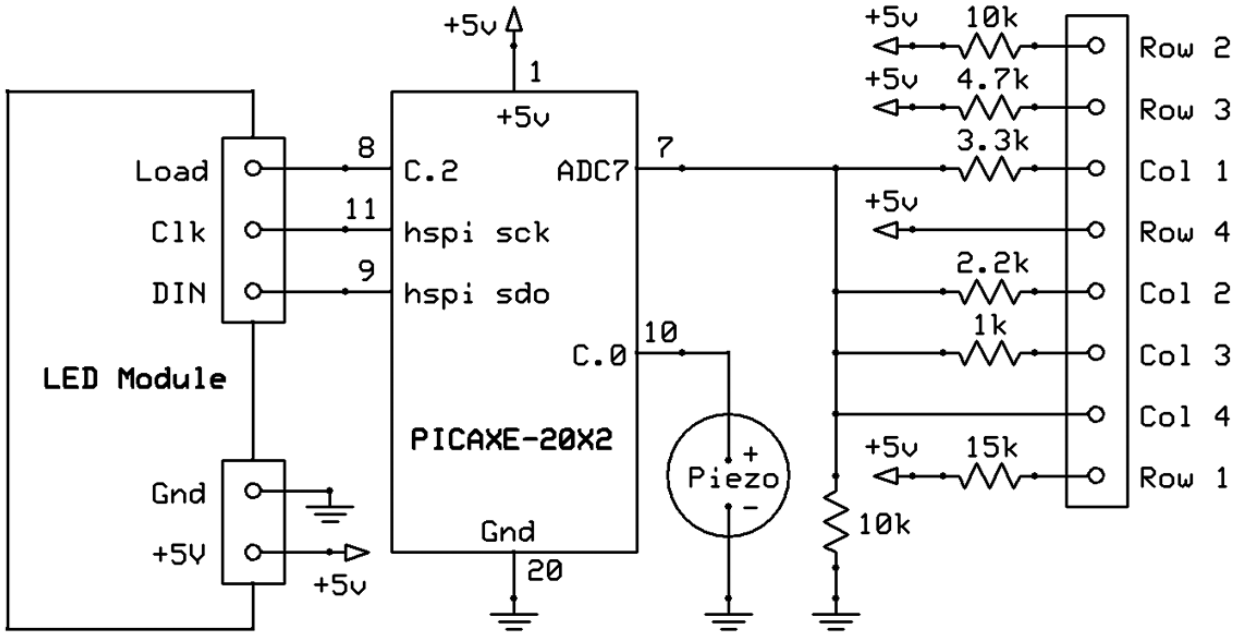 +5v
1
+5v
Load
Clk
DIN
LED Module
Gnd
+5V
+5v
8
11
9
C.2
hspi sck
hspi sdo
ADC7
7
C.0
10
PICAXE-20X2
Gnd
20
+
Piezo
-
10k
+5v
10k
Row 2
+5v
4.7k
Row 3
3.3k
Col 1
+5v
Row 4
2.2k
Col 2
1k
Col 3
Col 4
+5v
15k
Row 1